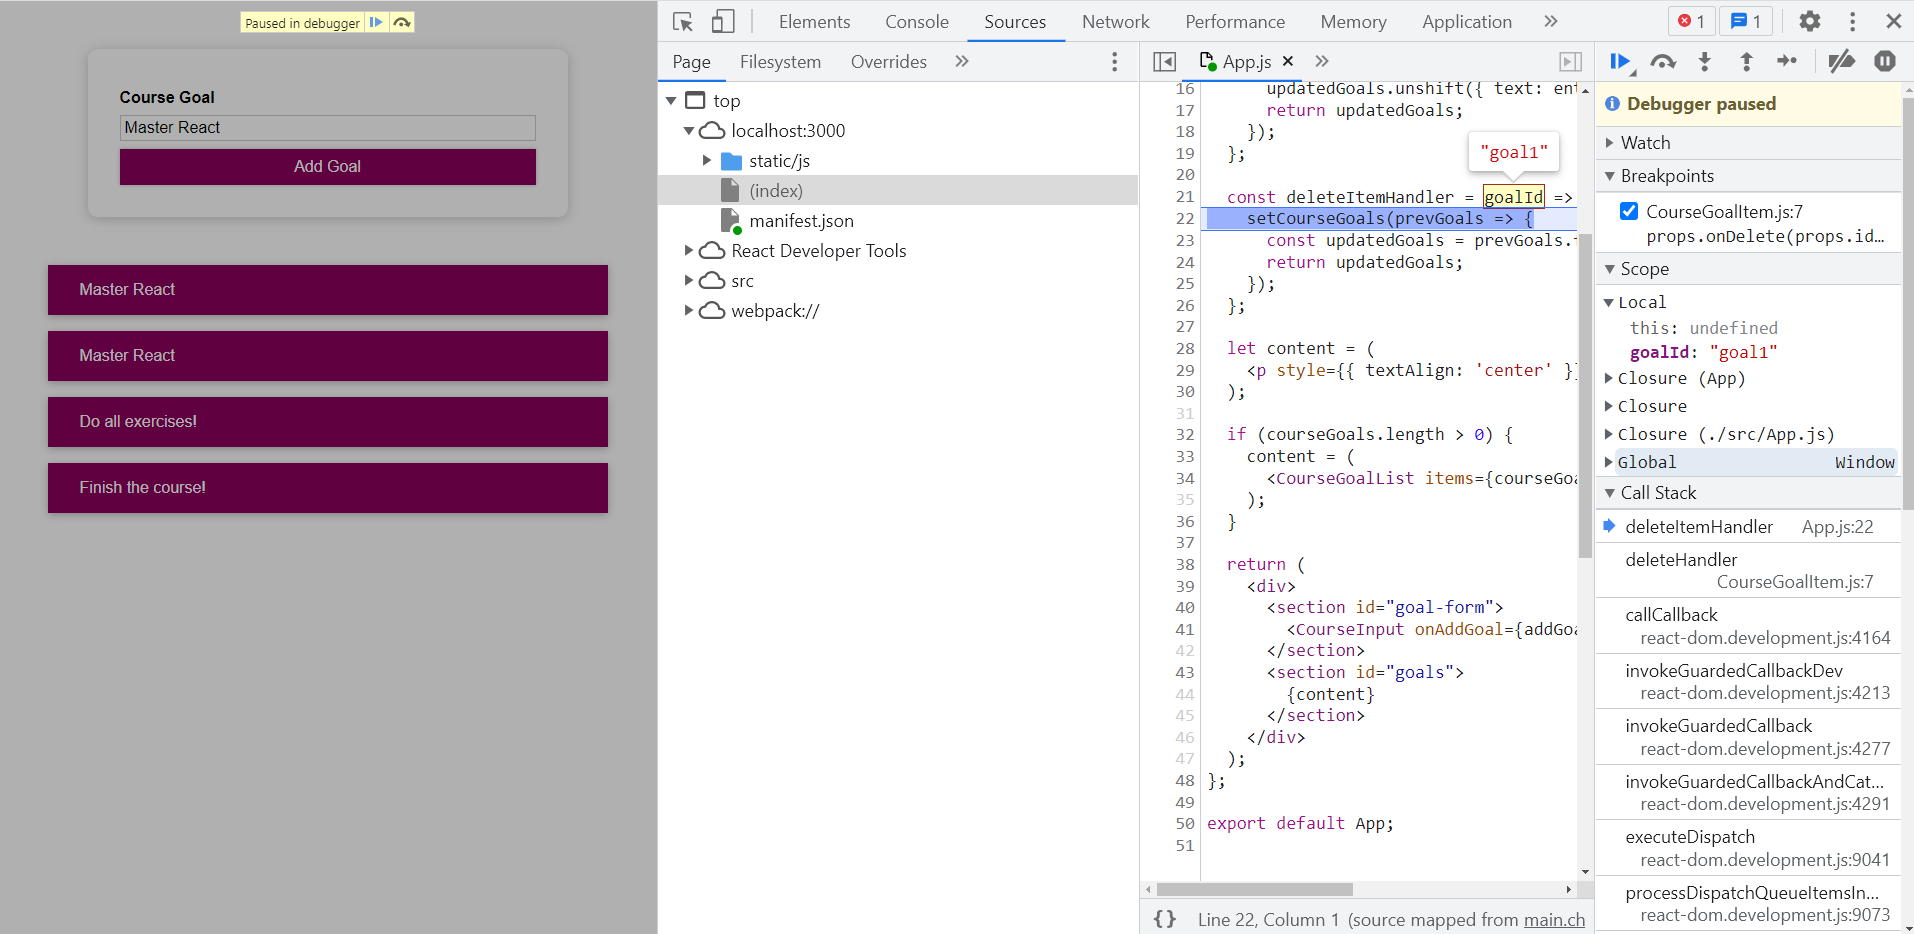 Paused in debugger
Course Goal
Master React
Add Goal
Master React
Master React
Do all exercises!
Finish the course!
Elements
Console
Sources
Network
Performance
Memory
Application
1
1
Page
Filesystem
Overrides
top
localhost:3000
static/js
(index)
manifest.json
React Developer Tools
src
webpack://
App.js
16 updatedGoals.unshift({ text: ent
17 return updatedGoals;
18 });
19 };
"goal1"
20
21 const deleteItemHandler = goalId =>
22 setCourseGoals(prevGoals => {
23 const updatedGoals = prevGoals.
24 return updatedGoals;
25 });
26 };
27
28 let content = (
29 <p style={{ textAlign: 'center' }}
30 );
31
32 if (courseGoals.length > 0) {
33 content = (
34 <CourseGoalList items={courseGoa
35 );
36 }
37
38 return (
39 <div>
40 <section id="goal-form">
41 <CourseInput onAddGoal={addGoa
42 </section>
43 <section id="goals">
44 {content}
45 </section>
46 </div>
47 );
48 };
49
50 export default App;
51
{} Line 22, Column 1 (source mapped from main.ch
Debugger paused
Watch
Breakpoints
CourseGoalItem.js:7
props.onDelete(props.id…
Scope
Local
this: undefined
goalId: "goal1"
Closure (App)
Closure
Closure (./src/App.js)
Global Window
Call Stack
deleteItemHandler App.js:22
deleteHandler
CourseGoalItem.js:7
callCallback
react-dom.development.js:4164
invokeGuardedCallbackDev
react-dom.development.js:4213
invokeGuardedCallback
react-dom.development.js:4277
invokeGuardedCallbackAndCat…
react-dom.development.js:4291
executeDispatch
react-dom.development.js:9041
processDispatchQueueItemsIn…
react-dom.development.js:9073